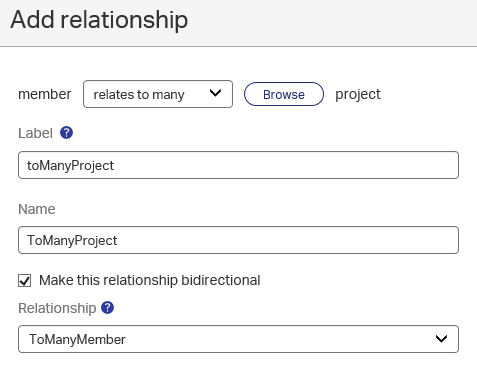 Add relationship
member relates to many Browse project
Label ?
toManyProject
Name
ToManyProject
Make this relationship bidirectional
Relationship ?
ToManyMember